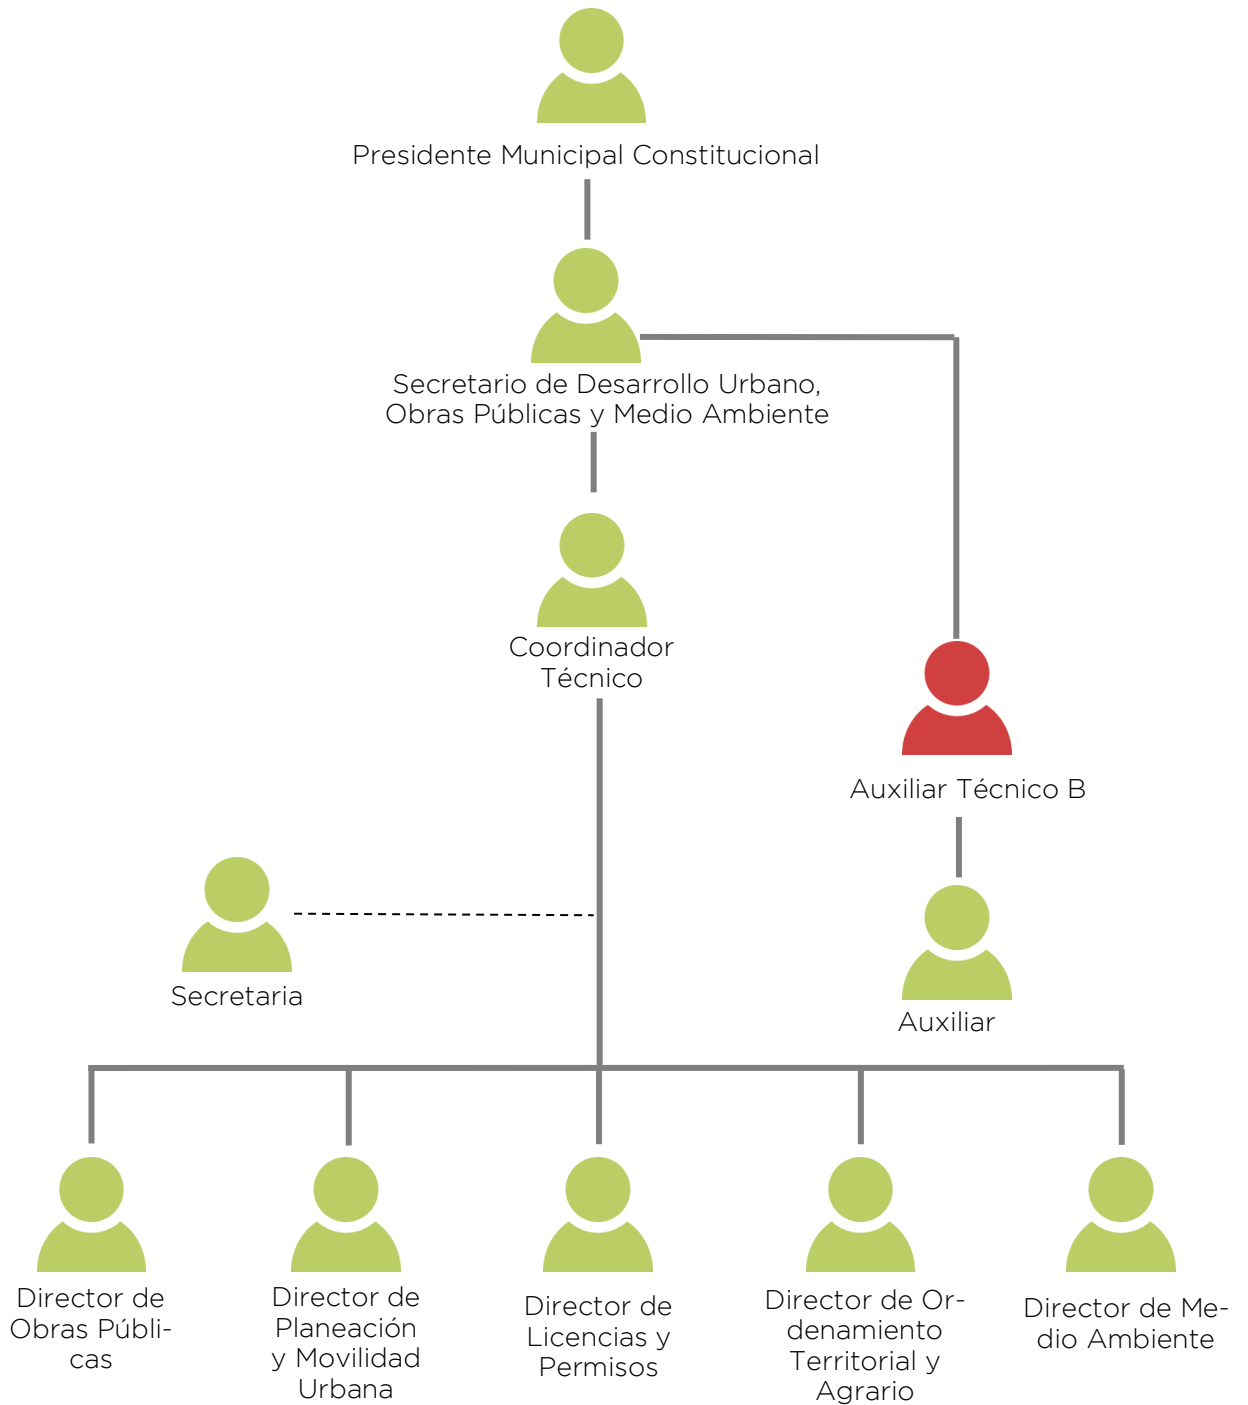 Presidente Municipal Constitucional
Secretario de Desarrollo Urbano,
Obras Públicas y Medio Ambiente
Coordinador
Técnico
Auxiliar Técnico B
Secretaria
Auxiliar
Director de
Obras Públi-
cas
Director de
Planeación
y Movilidad
Urbana
Director de
Licencias y
Permisos
Director de Or-
denamiento
Territorial y
Agrario
Director de Me-
dio Ambiente